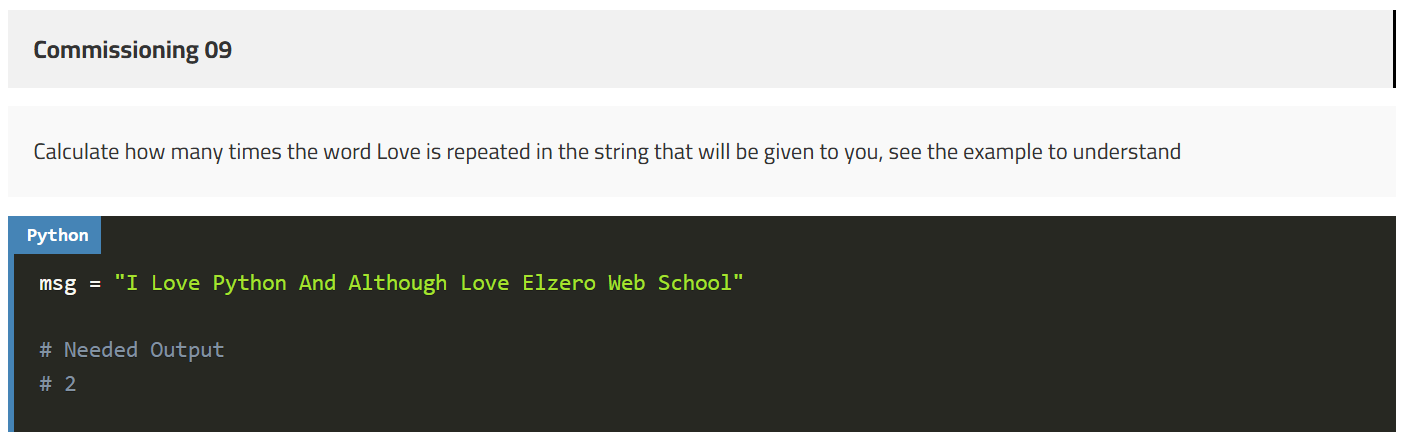 Commissioning 09
Calculate how many times the word Love is repeated in the string that will be given to you, see the example to understand
Python
msg = "I Love Python And Although Love Elzero Web School"
# Needed Output
# 2